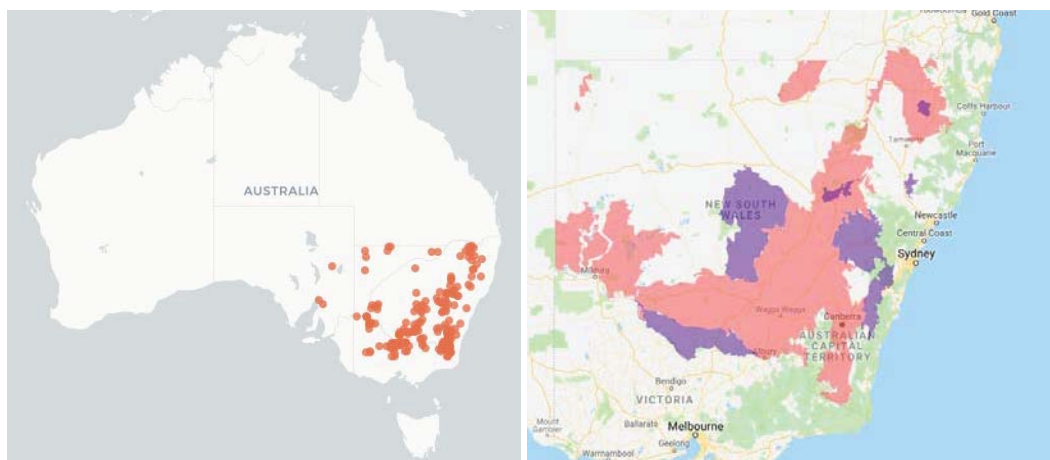 AUSTRALIA
Gold Coast
Coffs Harbour
Tamworth
Port
Macquarie
NEW SOUTH
WALES
Newcastle
Central Coast
Sydney
Mildura
Wagga Wagga
Canberra
AUSTRALIAN
CAPITAL
TERRITORY
Albury
Bendigo
VICTORIA
Mount
Gambier
Ballarat
Melbourne
Geelong
Warrnambool